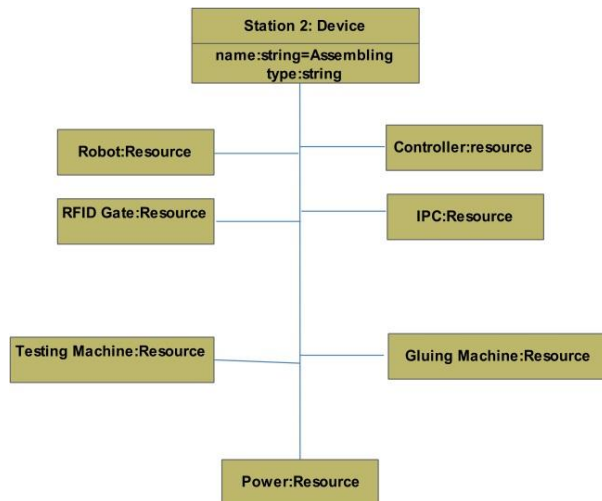 Station 2: Device
name:string=Assembling
type:string
Robot:Resource
Controller:resource
RFID Gate:Resource
IPC:Resource
Testing Machine:Resource
Gluing Machine:Resource
Power:Resource